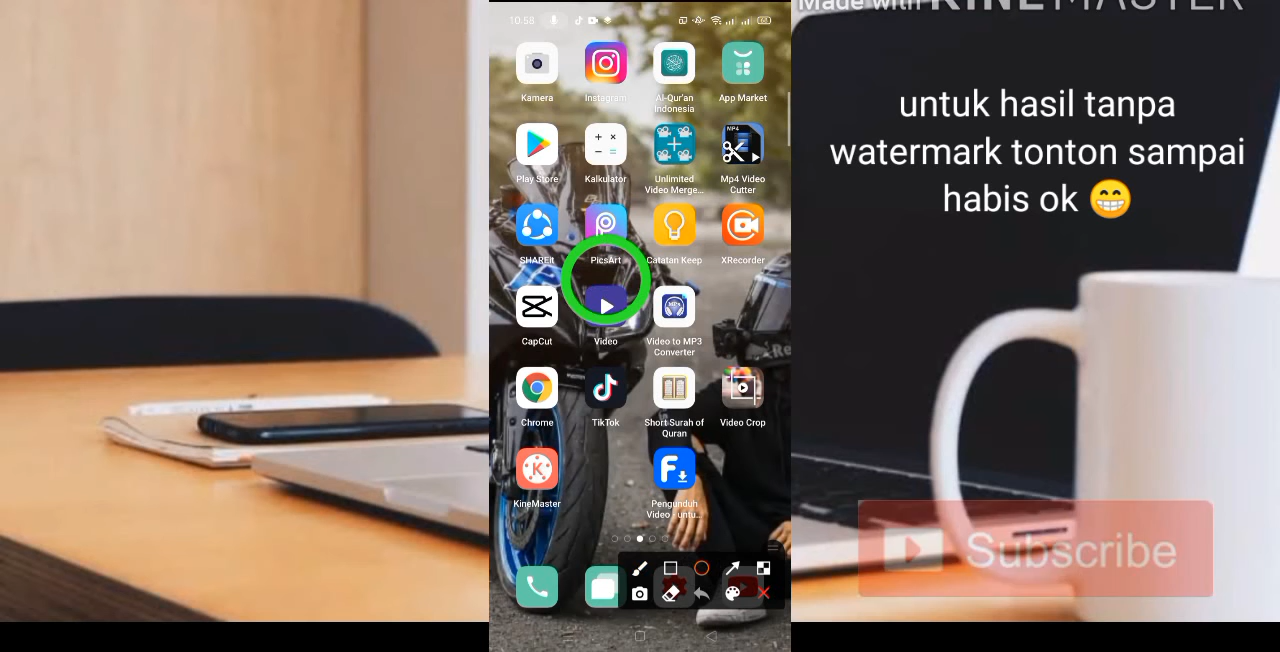 Made with KINEMASTER
10:58
untuk hasil tanpa
watermark tonton sampai
habis ok 😁
Kamera
Instagram
Al-Qur'an
Indonesia
App Market
MP4
Play Store
Kalkulator
Unlimited
Video Merge...
Mp4 Video
Cutter
SHAREit
PicsArt
Catatan Keep
XRecorder
CapCut
Video
Video to MP3
Converter
Chrome
TikTok
Short Surah of
Quran
Video Crop
KineMaster
Pengunduh
Video - untu...
Subscribe